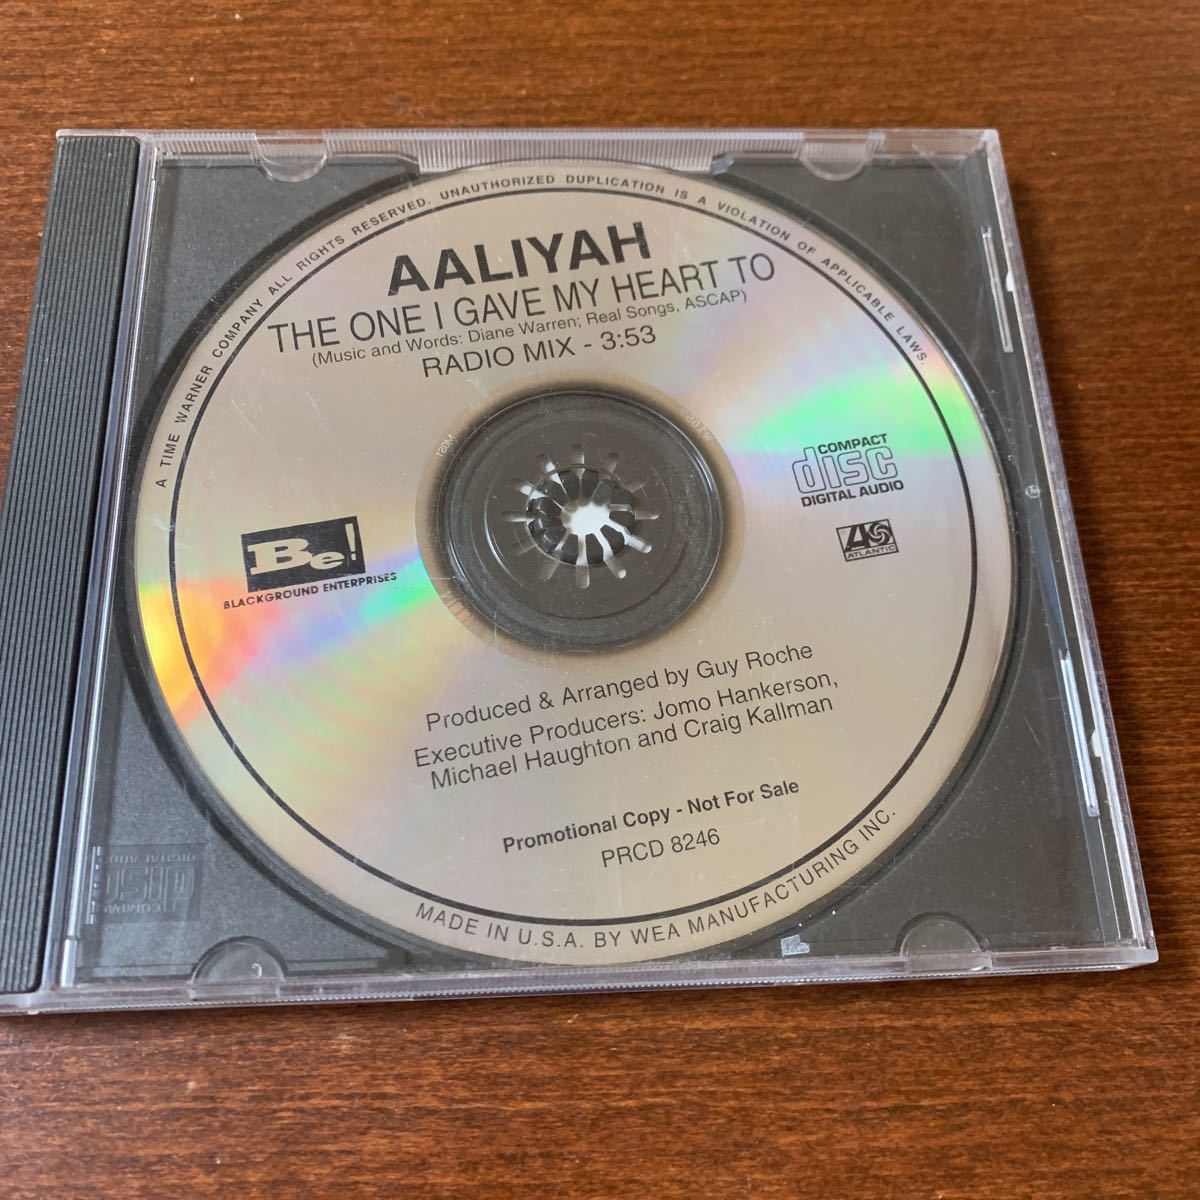 A TIME WARNER COMPANY ALL RIGHTS RESERVED. UNAUTHORIZED DUPLICATION IS A VIOLATION OF APPLICABLE LAWS.
AALIYAH
THE ONE I GAVE MY HEART TO
(Music and Words: Diane Warren; Real Songs, ASCAP)
RADIO MIX - 3:53
COMPACT
disc
DIGITAL AUDIO
Be!
BLACKGROUND ENTERPRISES
ATLANTIC
Produced & Arranged by Guy Roche
Executive Producers: Jomo Hankerson,
Michael Haughton and Craig Kallman
Promotional Copy - Not For Sale
PRCD 8246
MADE IN U.S.A. BY WEA MANUFACTURING INC.